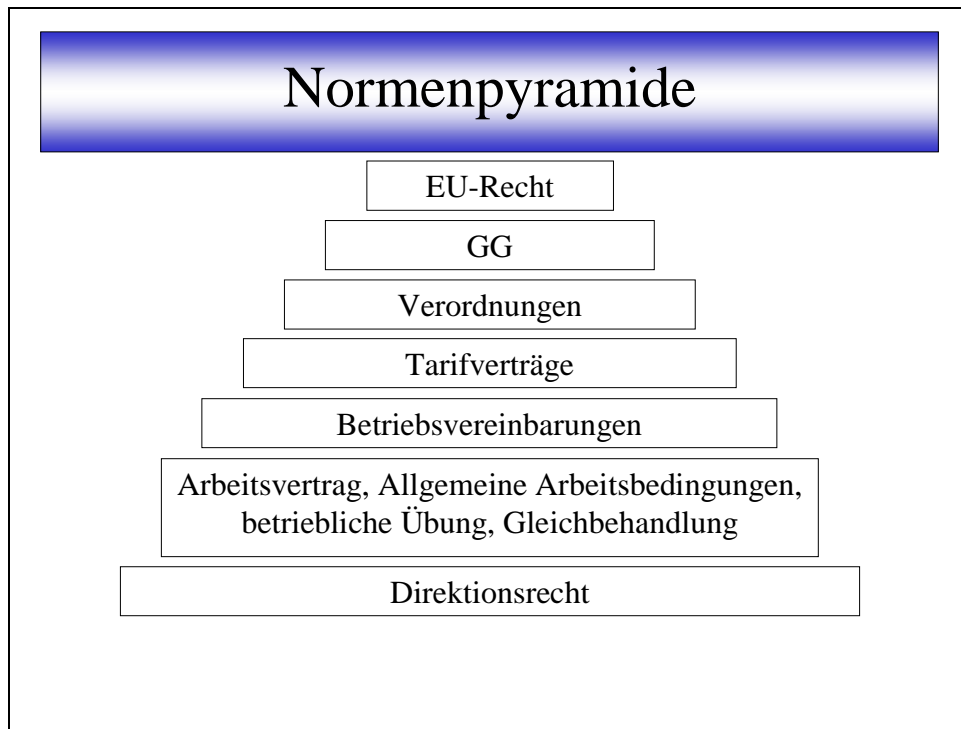 Normenpyramide
EU-Recht
GG
Verordnungen
Tarifverträge
Betriebsvereinbarungen
Arbeitsvertrag, Allgemeine Arbeitsbedingungen,
betriebliche Übung, Gleichbehandlung
Direktionsrecht